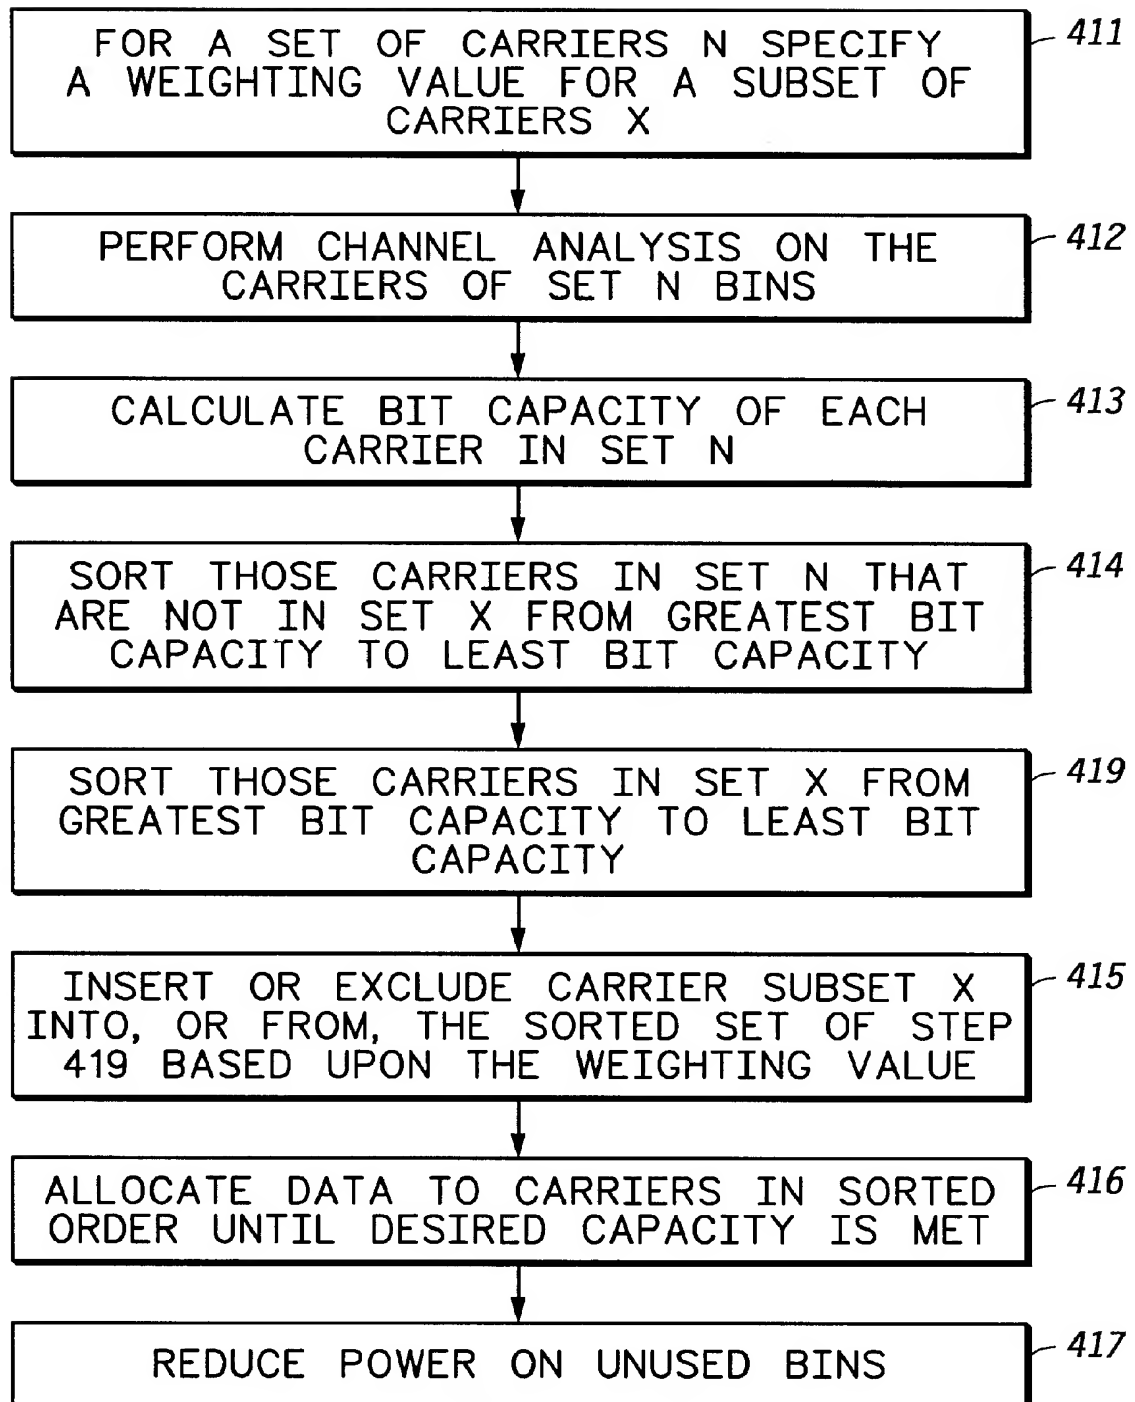 FOR A SET OF CARRIERS N SPECIFY
A WEIGHTING VALUE FOR A SUBSET OF
CARRIERS X
411
PERFORM CHANNEL ANALYSIS ON THE
CARRIERS OF SET N BINS
412
CALCULATE BIT CAPACITY OF EACH
CARRIER IN SET N
413
SORT THOSE CARRIERS IN SET N THAT
ARE NOT IN SET X FROM GREATEST BIT
CAPACITY TO LEAST BIT CAPACITY
414
SORT THOSE CARRIERS IN SET X FROM
GREATEST BIT CAPACITY TO LEAST BIT
CAPACITY
419
INSERT OR EXCLUDE CARRIER SUBSET X
INTO, OR FROM, THE SORTED SET OF STEP
419 BASED UPON THE WEIGHTING VALUE
415
ALLOCATE DATA TO CARRIERS IN SORTED
ORDER UNTIL DESIRED CAPACITY IS MET
416
REDUCE POWER ON UNUSED BINS
417